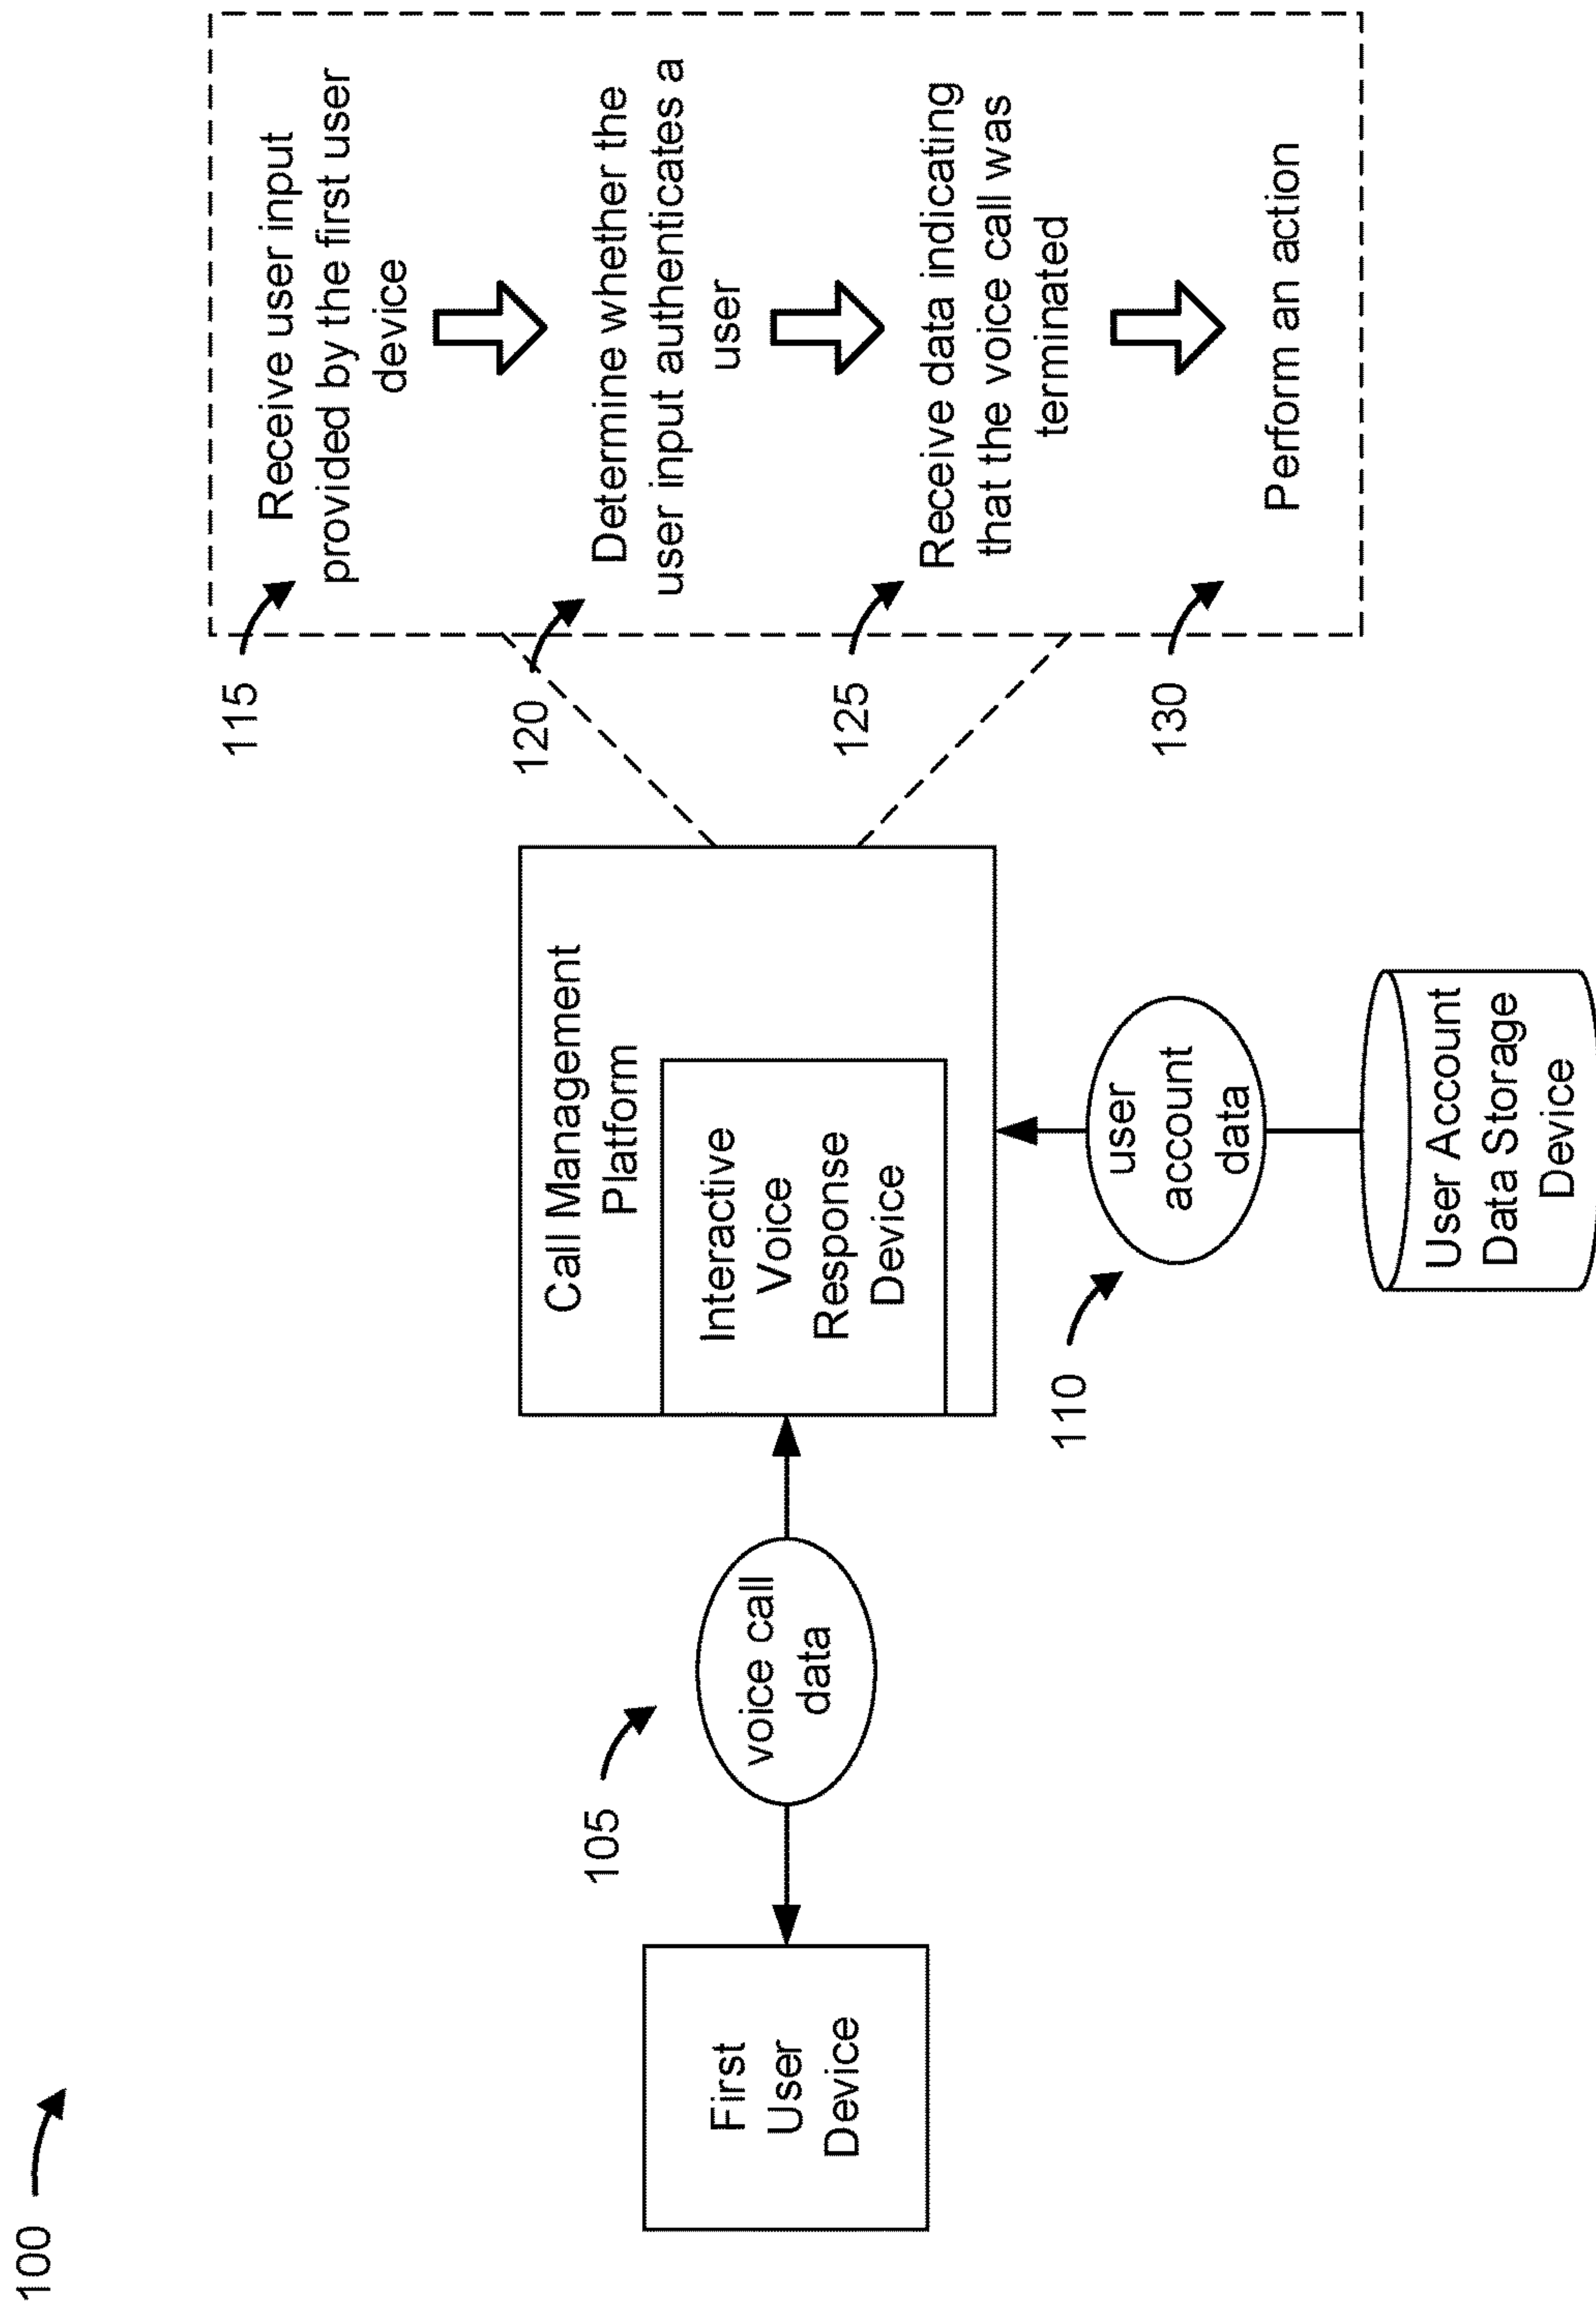 100
First
User
Device
105
voice call
data
Call Management
Platform
Interactive
Voice
Response
Device
110
user
account
data
User Account
Data Storage
Device
115
Receive user input
provided by the first user
device
120
Determine whether the
user input authenticates a
user
125
Receive data indicating
that the voice call was
terminated
130
Perform an action